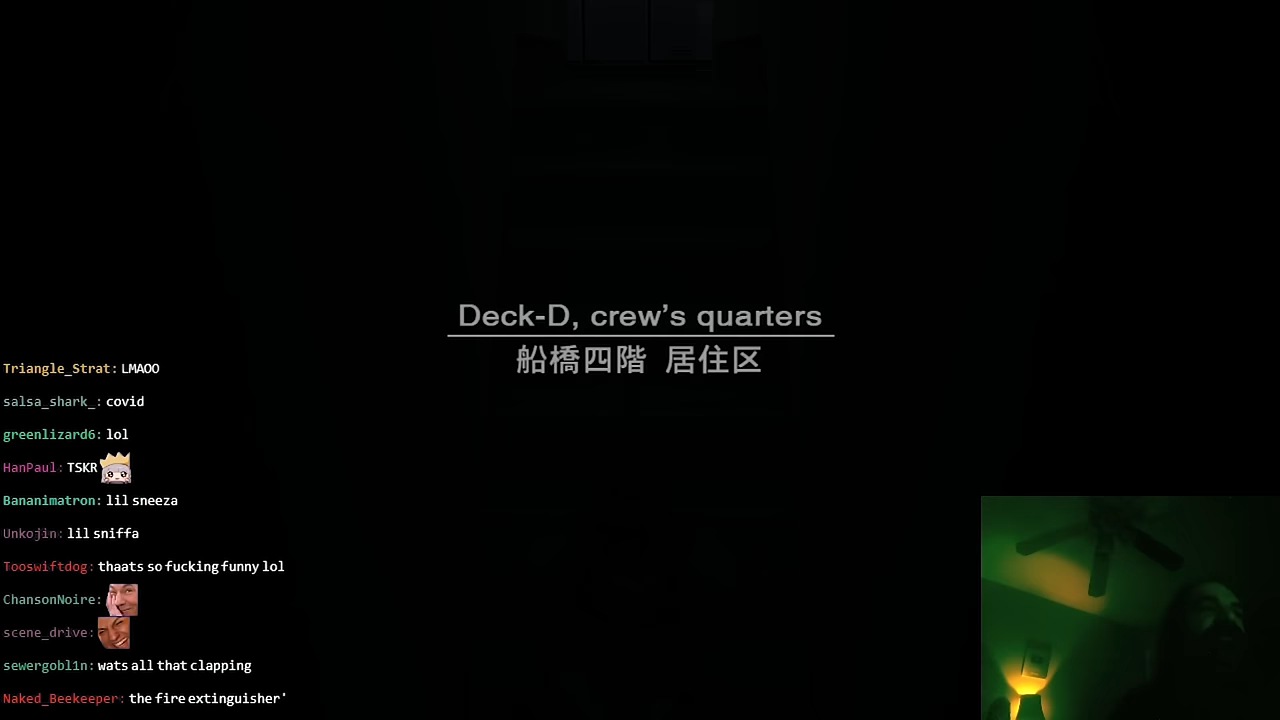 Deck-D, crew's quarters
船橋四階 居住区
Triangle_Strat: LMAOO
salsa_shark_: covid
greenlizard6: lol
HanPaul: TSKR
Bananimatron: lil sneeza
Unkojin: lil sniffa
Tooswiftdog: thaats so fucking funny lol
ChansonNoire:
scene_drive:
sewergobl1n: wats all that clapping
Naked_Beekeeper: the fire extinguisher'